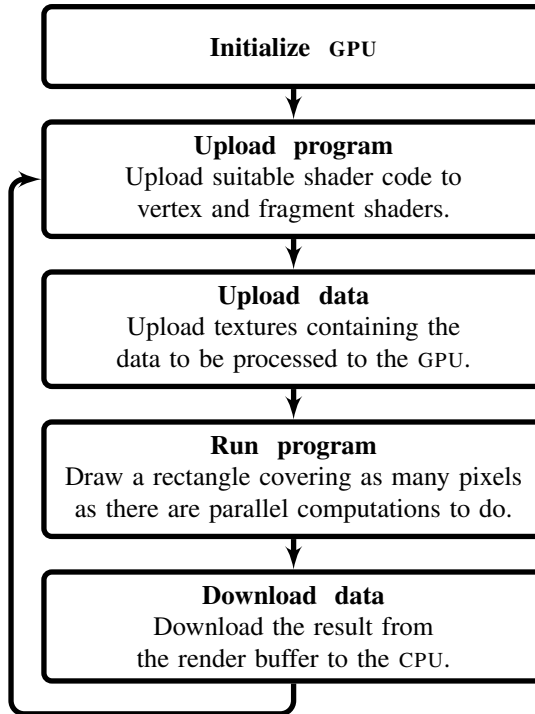 Initialize GPU
Upload program
Upload suitable shader code to
vertex and fragment shaders.
Upload data
Upload textures containing the
data to be processed to the GPU.
Run program
Draw a rectangle covering as many pixels
as there are parallel computations to do.
Download data
Download the result from
the render buffer to the CPU.